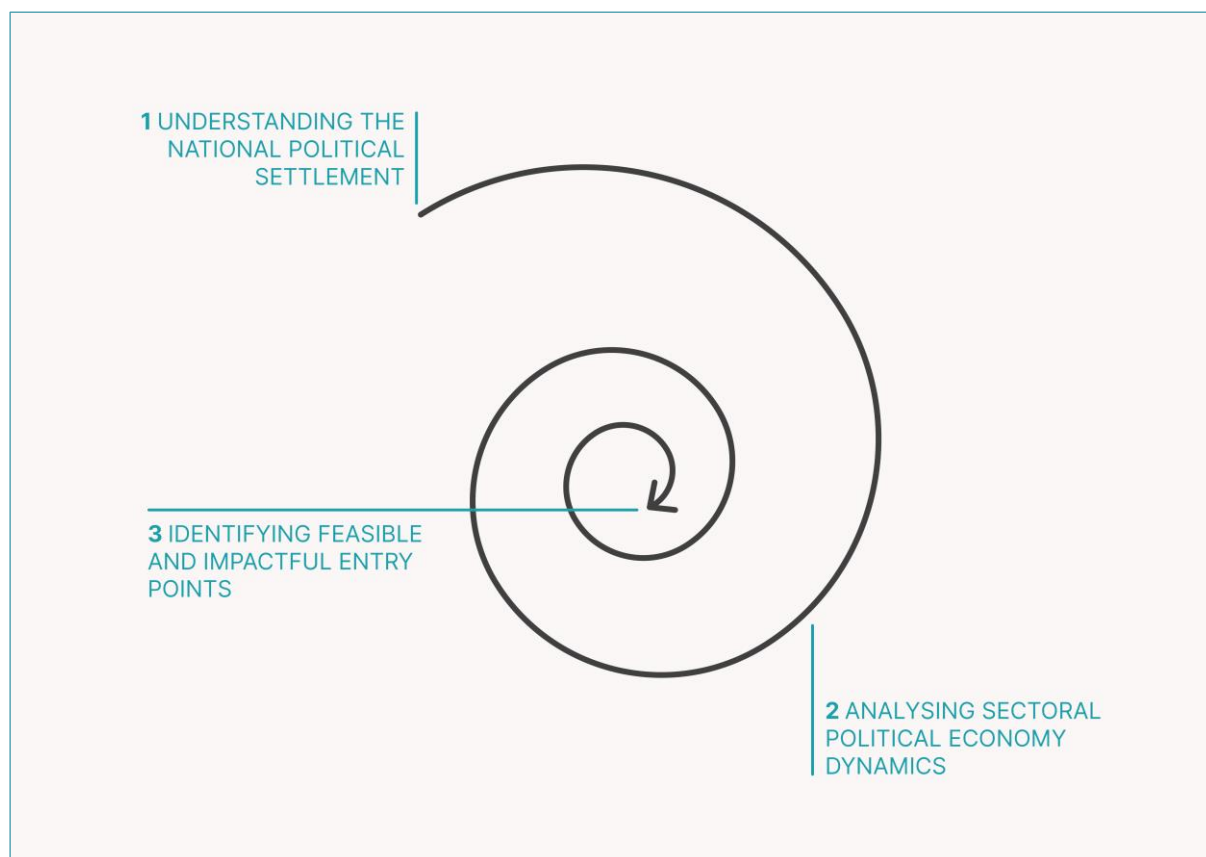 1 UNDERSTANDING THE
NATIONAL POLITICAL
SETTLEMENT
3 IDENTIFYING FEASIBLE
AND IMPACTFUL ENTRY
POINTS
2 ANALYSING SECTORAL
POLITICAL ECONOMY
DYNAMICS